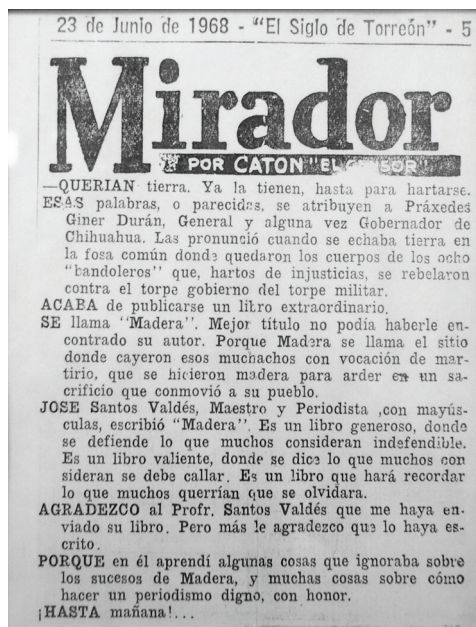 23 de Junio de 1968 - "El Siglo de Torreón" - 5
Mirador
POR CATON "EL
—QUERIAN tierra. Ya la tienen, hasta para hartarse.
ESAS palabras, o parecidas, se atribuyen a Práxedes
Giner Durán, General y alguna vez Gobernador de
Chihuahua. Las pronunció cuando se echaba tierra en
la fosa común donde quedaron los cuerpos de los ocho
"bandoleros" que, hartos de injusticias, se rebelaron
contra el torpe gobierno del torpe militar.
ACABA de publicarse un libro extraordinario.
SE llama "Madera". Mejor título no podía haberle en-
contrado su autor. Porque Madera se llama el sitio
donde cayeron esos muchachos con vocación de mar-
tirio, que se hicieron madera para arder en un sa-
crificio que conmovió a su pueblo.
JOSE Santos Valdés, Maestro y Periodista ,con mayús-
culas, escribió "Madera". Es un libro generoso, donde
se defiende lo que muchos consideran indefendible.
Es un libro valiente, donde se dice lo que muchos con
sideran se debe callar. Es un libro que hará recordar
lo que muchos querrían que se olvidara.
AGRADEZCO al Profr. Santos Valdés que me haya en-
viado su libro. Pero más le agradezco que lo haya es-
crito.
PORQUE en él aprendí algunas cosas que ignoraba sobre
los sucesos de Madera, y muchas cosas sobre cómo
hacer un periodismo digno, con honor.
¡HASTA mañana!...